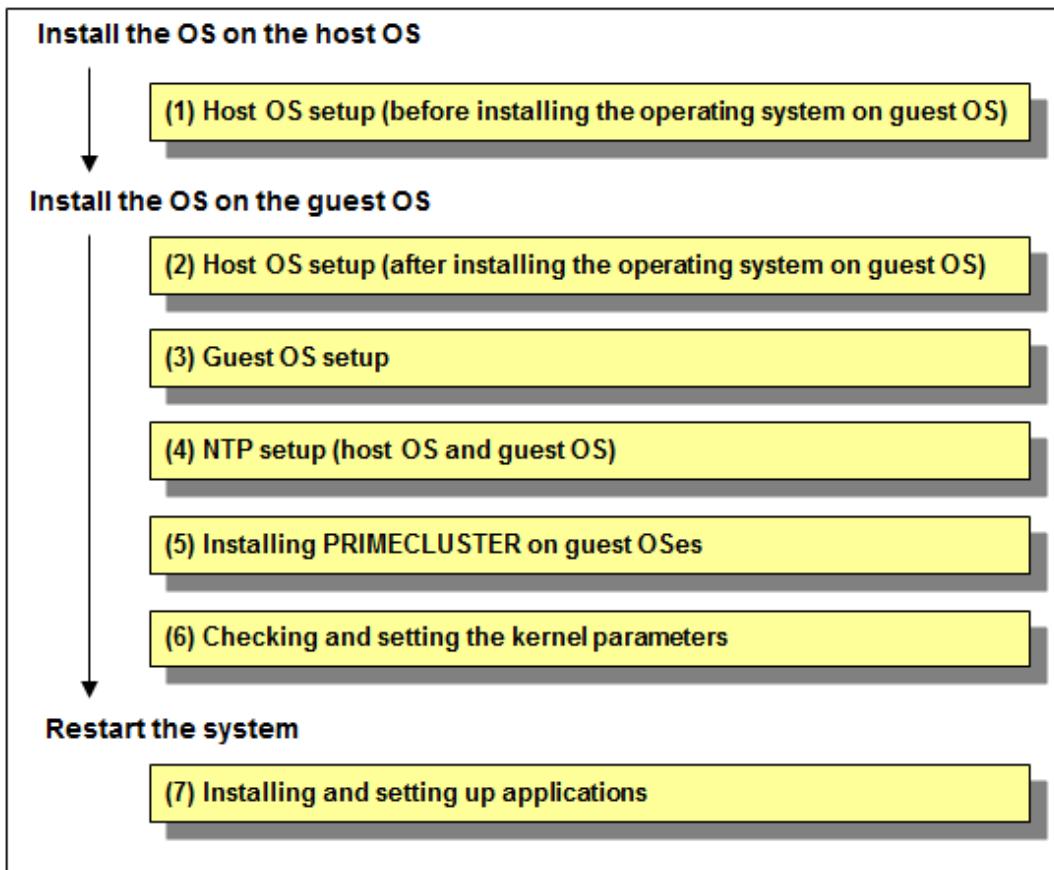 Install the OS on the host OS
(1) Host OS setup (before installing the operating system on guest OS)
Install the OS on the guest OS
(2) Host OS setup (after installing the operating system on guest OS)
(3) Guest OS setup
(4) NTP setup (host OS and guest OS)
(5) Installing PRIMECLUSTER on guest OSes
(6) Checking and setting the kernel parameters
Restart the system
(7) Installing and setting up applications